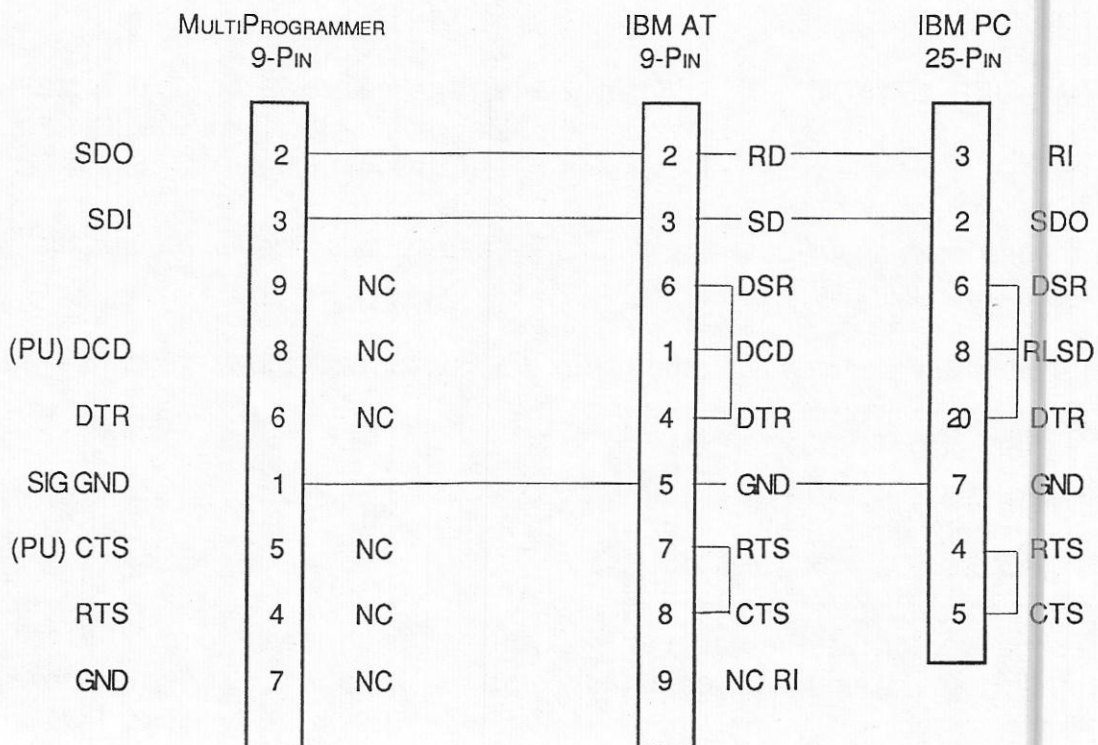 MULTIPROGRAMMER IBM AT IBM PC
9-PIN 9-PIN 25-PIN
SDO 2 2 RD 3 RI
SDI 3 3 SD 2 SDO
9 NC 6 DSR 6 DSR
(PU) DCD 8 NC 1 DCD 8 RLSD
DTR 6 NC 4 DTR 20 DTR
SIG GND 1 5 GND 7 GND
(PU) CTS 5 NC 7 RTS 4 RTS
RTS 4 NC 8 CTS 5 CTS
GND 7 NC 9 NC RI